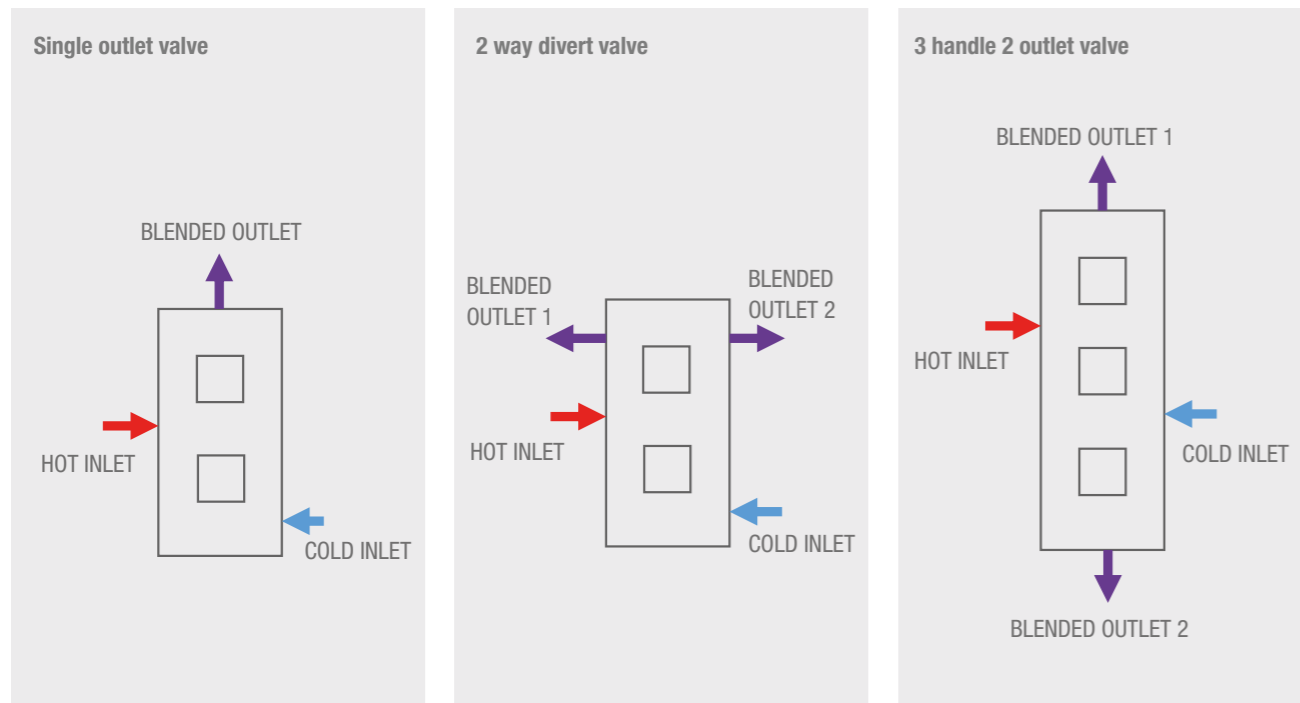 Single outlet valve
BLENDED OUTLET
HOT INLET
COLD INLET
2 way divert valve
BLENDED
OUTLET 1
BLENDED
OUTLET 2
HOT INLET
COLD INLET
3 handle 2 outlet valve
BLENDED OUTLET 1
HOT INLET
COLD INLET
BLENDED OUTLET 2